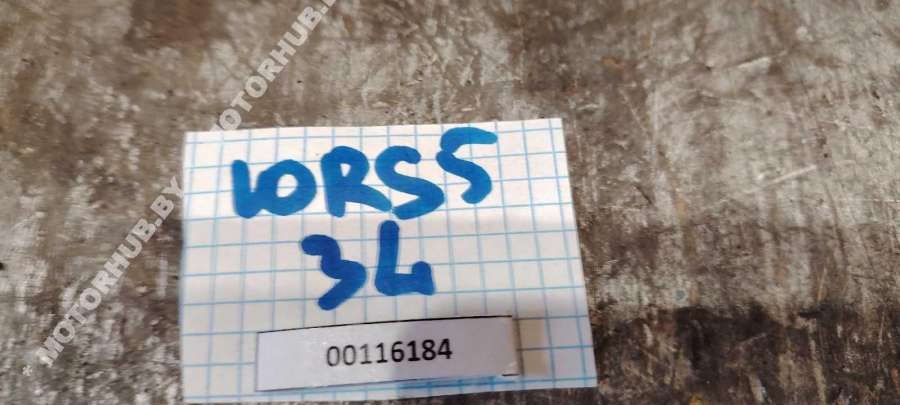 * MOTORHUB.BY * MOTORHUB.BY
10RS5
34
00116184